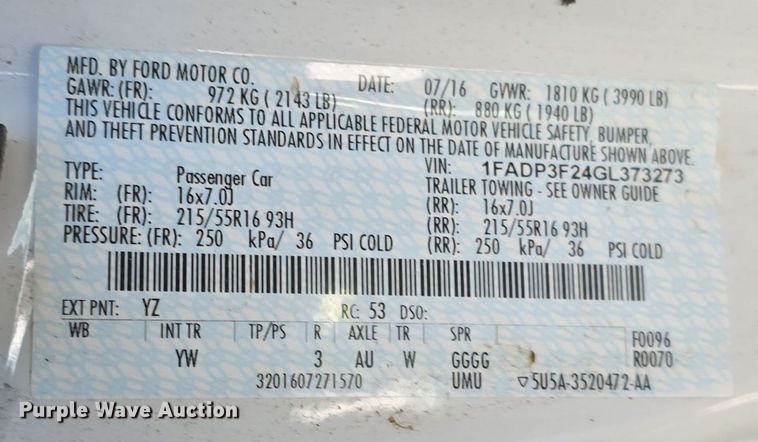 MFD. BY FORD MOTOR CO. DATE: 07/16 GVWR: 1810 KG ( 3990 LB)
GAWR: (FR): 972 KG ( 2143 LB) (RR): 880 KG ( 1940 LB)
THIS VEHICLE CONFORMS TO ALL APPLICABLE FEDERAL MOTOR VEHICLE SAFETY, BUMPER,
AND THEFT PREVENTION STANDARDS IN EFFECT ON THE DATE OF MANUFACTURE SHOWN ABOVE.
VIN: 1FADP3F24GL373273
TYPE: Passenger Car TRAILER TOWING - SEE OWNER GUIDE
RIM: (FR): 16x7.0J (RR): 16x7.0J
TIRE: (FR): 215/55R16 93H (RR): 215/55R16 93H
PRESSURE: (FR): 250 kPa/ 36 PSI COLD (RR): 250 kPa/ 36 PSI COLD
EXT PNT: YZ RC: 53 DSO:
WB INT TR TP/PS R AXLE TR SPR F0096
YW 3 AU W GGGG R0070
3201607271570 UMU ▽5U5A-3520472-AA
Purple Wave Auction